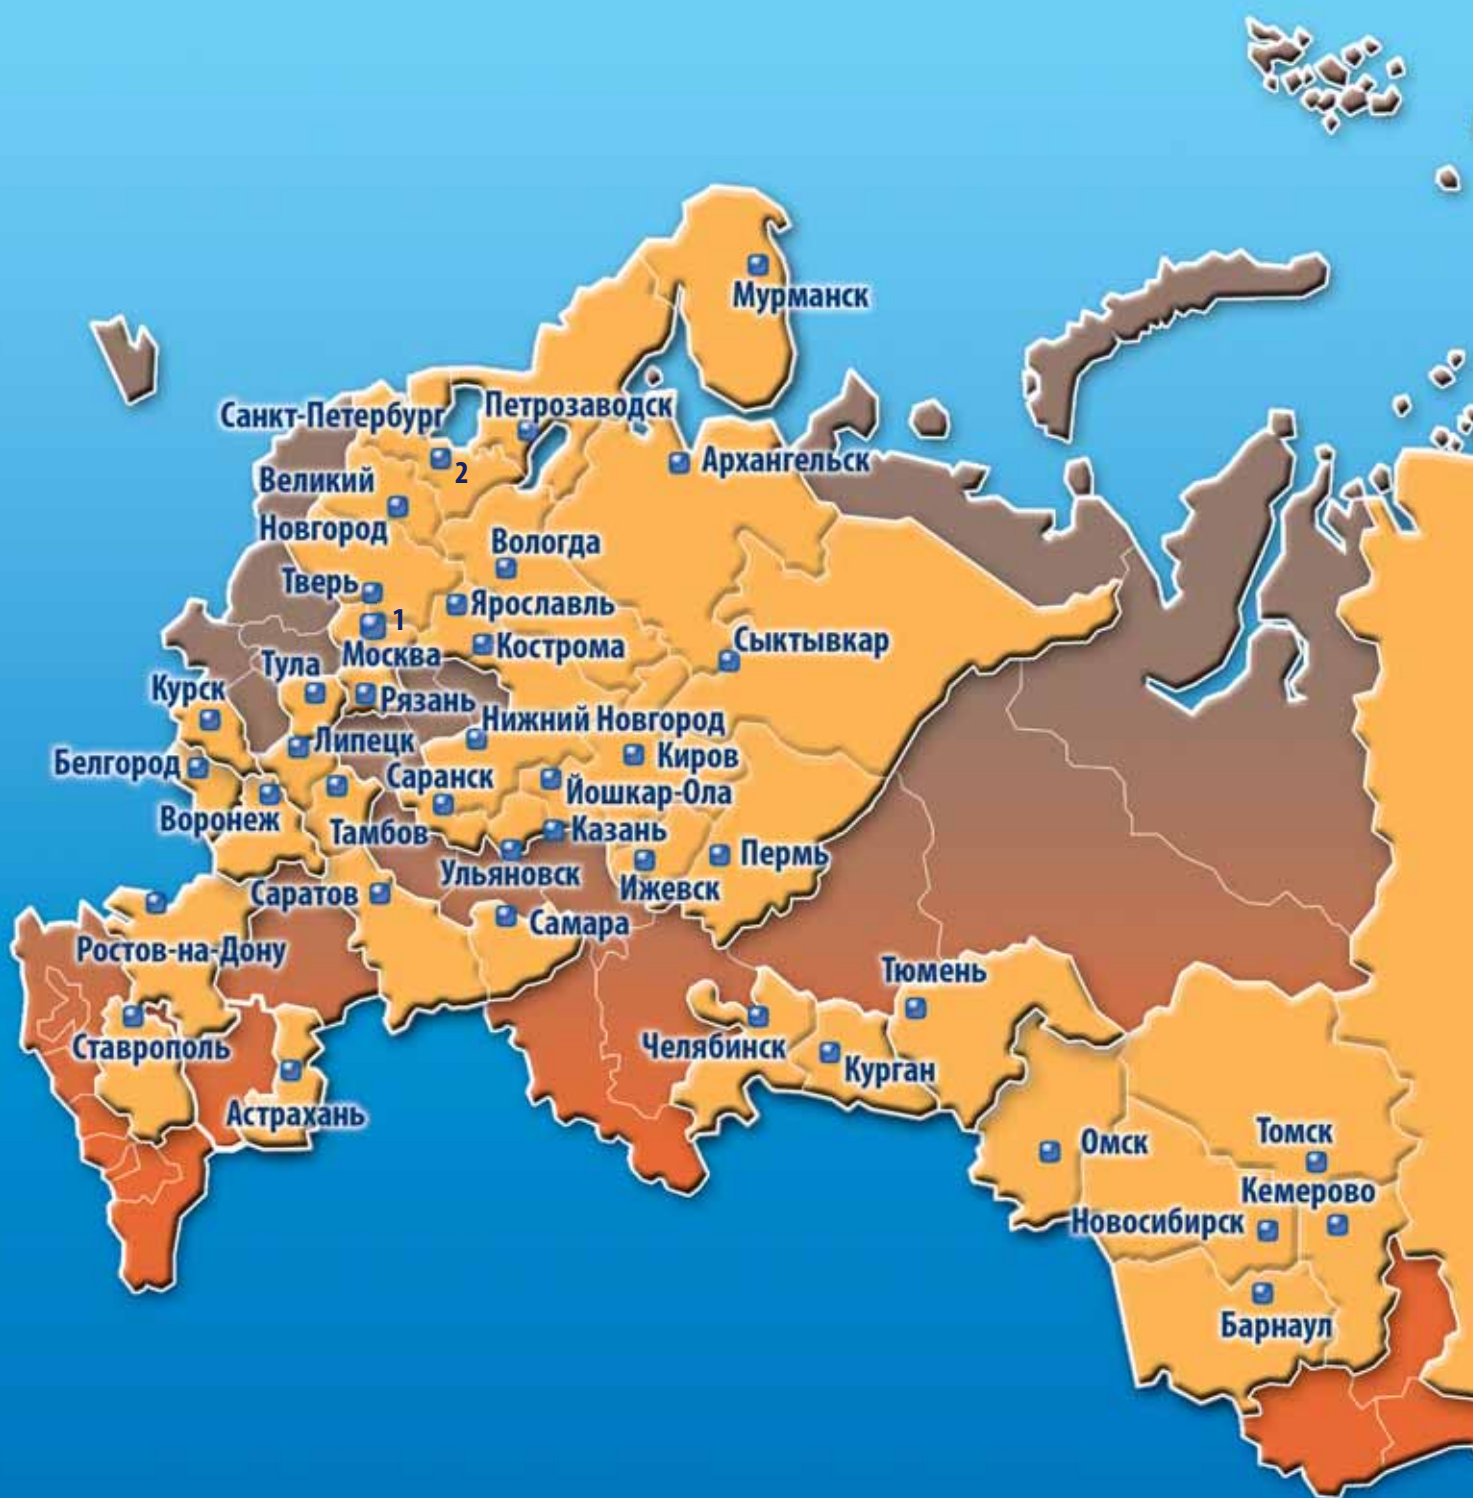 Мурманск
Санкт-Петербург
Петрозаводск
2
Архангельск
Великий
Новгород
Вологда
Тверь
Ярославль
1
Москва
Кострома
Сыктывкар
Тула
Курск
Рязань
Нижний Новгород
Липецк
Киров
Белгород
Саранск
Йошкар-Ола
Воронеж
Тамбов
Казань
Пермь
Ульяновск
Ижевск
Саратов
Самара
Ростов-на-Дону
Тюмень
Ставрополь
Челябинск
Курган
Астрахань
Омск
Томск
Кемерово
Новосибирск
Барнаул